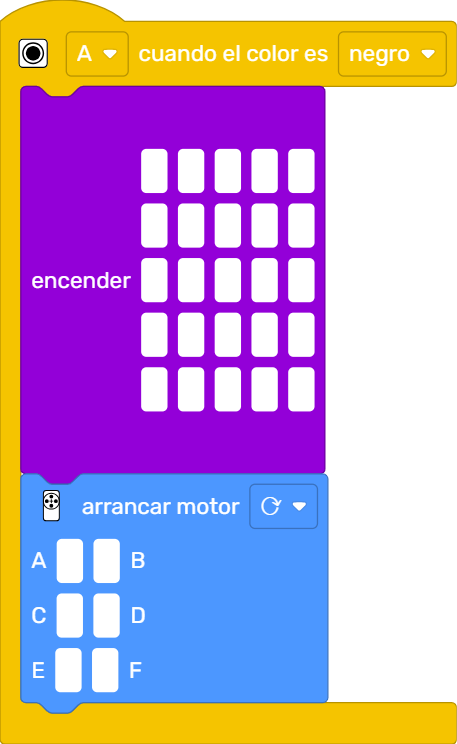 A cuando el color es negro
encender
arrancar motor
A B
C D
E F